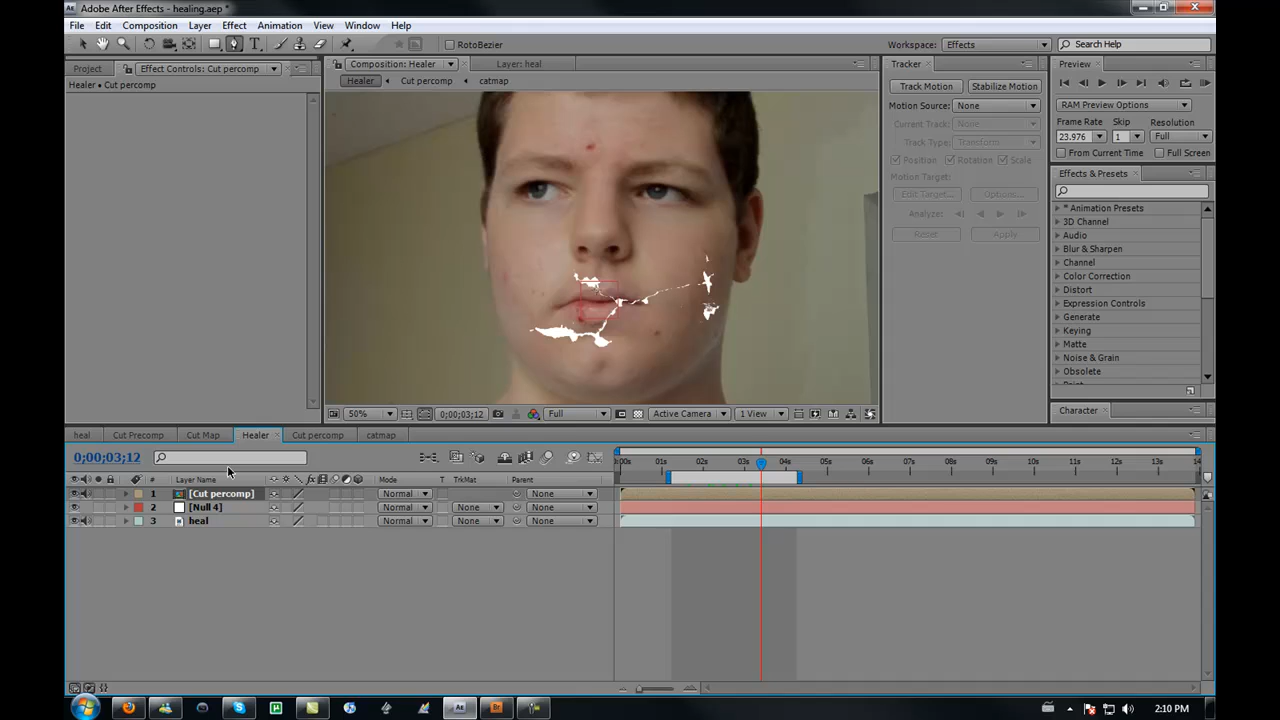 Adobe After Effects - healing.aep *
File Edit Composition Layer Effect Animation View Window Help
RotoBezier
Workspace: Effects
Search Help
Project
Effect Controls: Cut percomp
Healer • Cut percomp
Composition: Healer
Layer: heal
Healer
Cut percomp
catmap
Tracker
Track Motion
Stabilize Motion
Motion Source: None
Current Track: None
Track Type: Transform
Position
Rotation
Scale
Motion Target:
Edit Target...
Options...
Analyze:
Reset
Apply
Preview
RAM Preview Options
Frame Rate Skip Resolution
23.976 1 Full
From Current Time Full Screen
Effects & Presets
* Animation Presets
3D Channel
Audio
Blur & Sharpen
Channel
Color Correction
Distort
Expression Controls
Generate
Keying
Matte
Noise & Grain
Obsolete
Character
50%
0;00;03;12
Full
Active Camera
1 View
heal
Cut Precomp
Cut Map
Healer
Cut percomp
catmap
0;00;03;12
# Layer Name Mode T TrkMat Parent
1 [Cut percomp] Normal None
2 [Null 4] Normal None None
3 heal Normal None None
:00s 01s 02s 03s 04s 05s 06s 07s 08s 09s 10s 11s 12s 13s 14
Ae
Br
2:10 PM